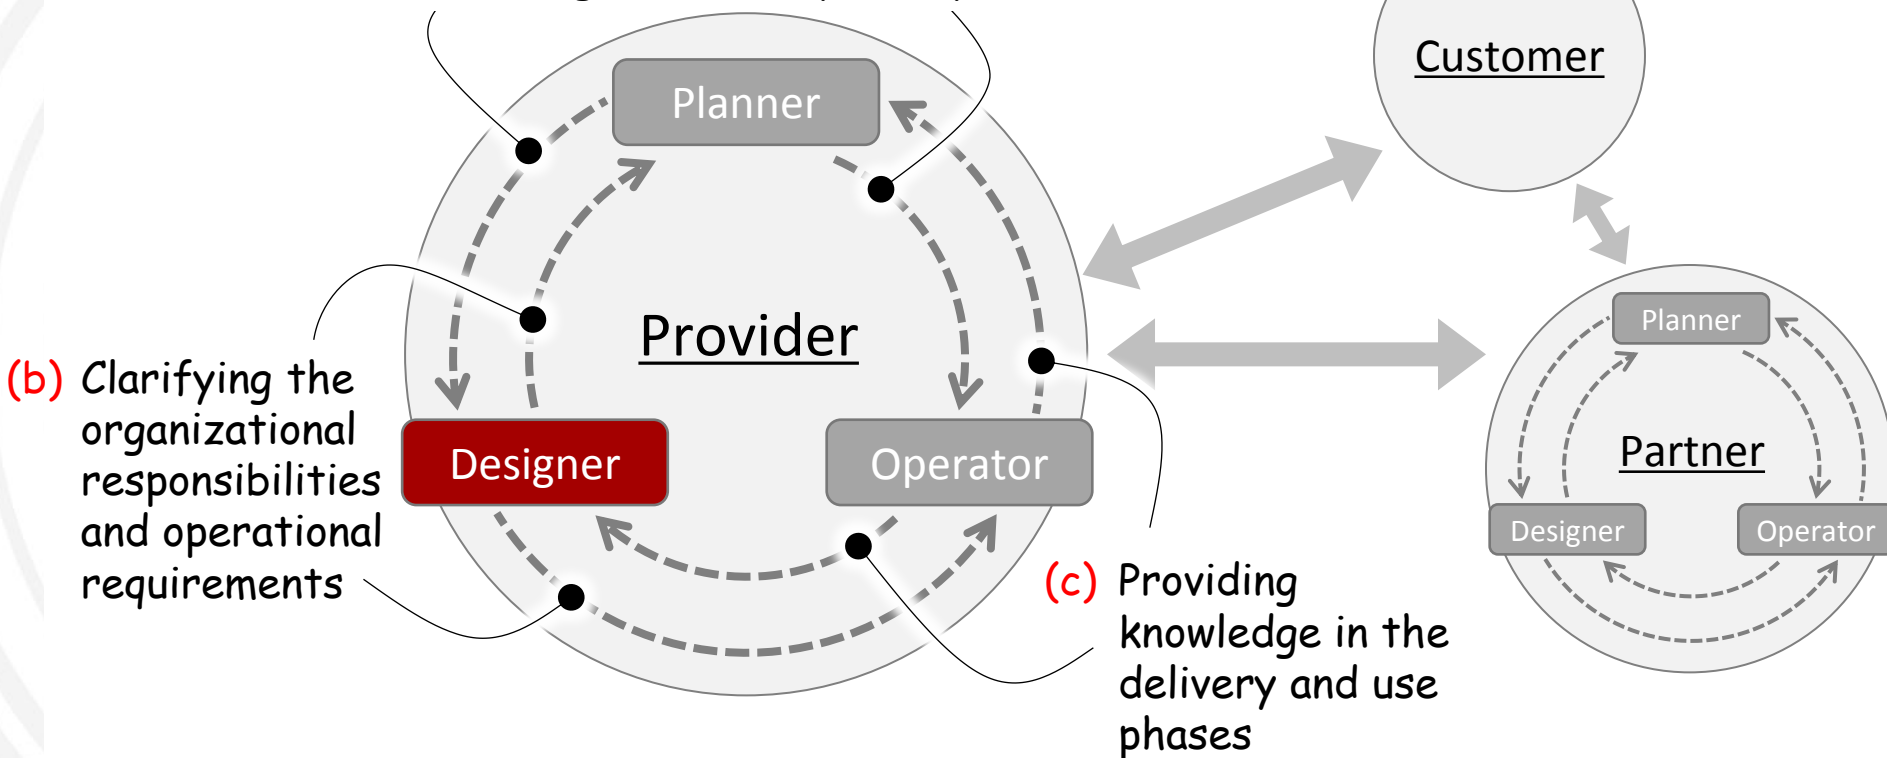 Customer
Planner
Provider
Designer
Operator
(b) Clarifying the
organizational
responsibilities
and operational
requirements
(c) Providing
knowledge in the
delivery and use
phases
Planner
Partner
Designer
Operator